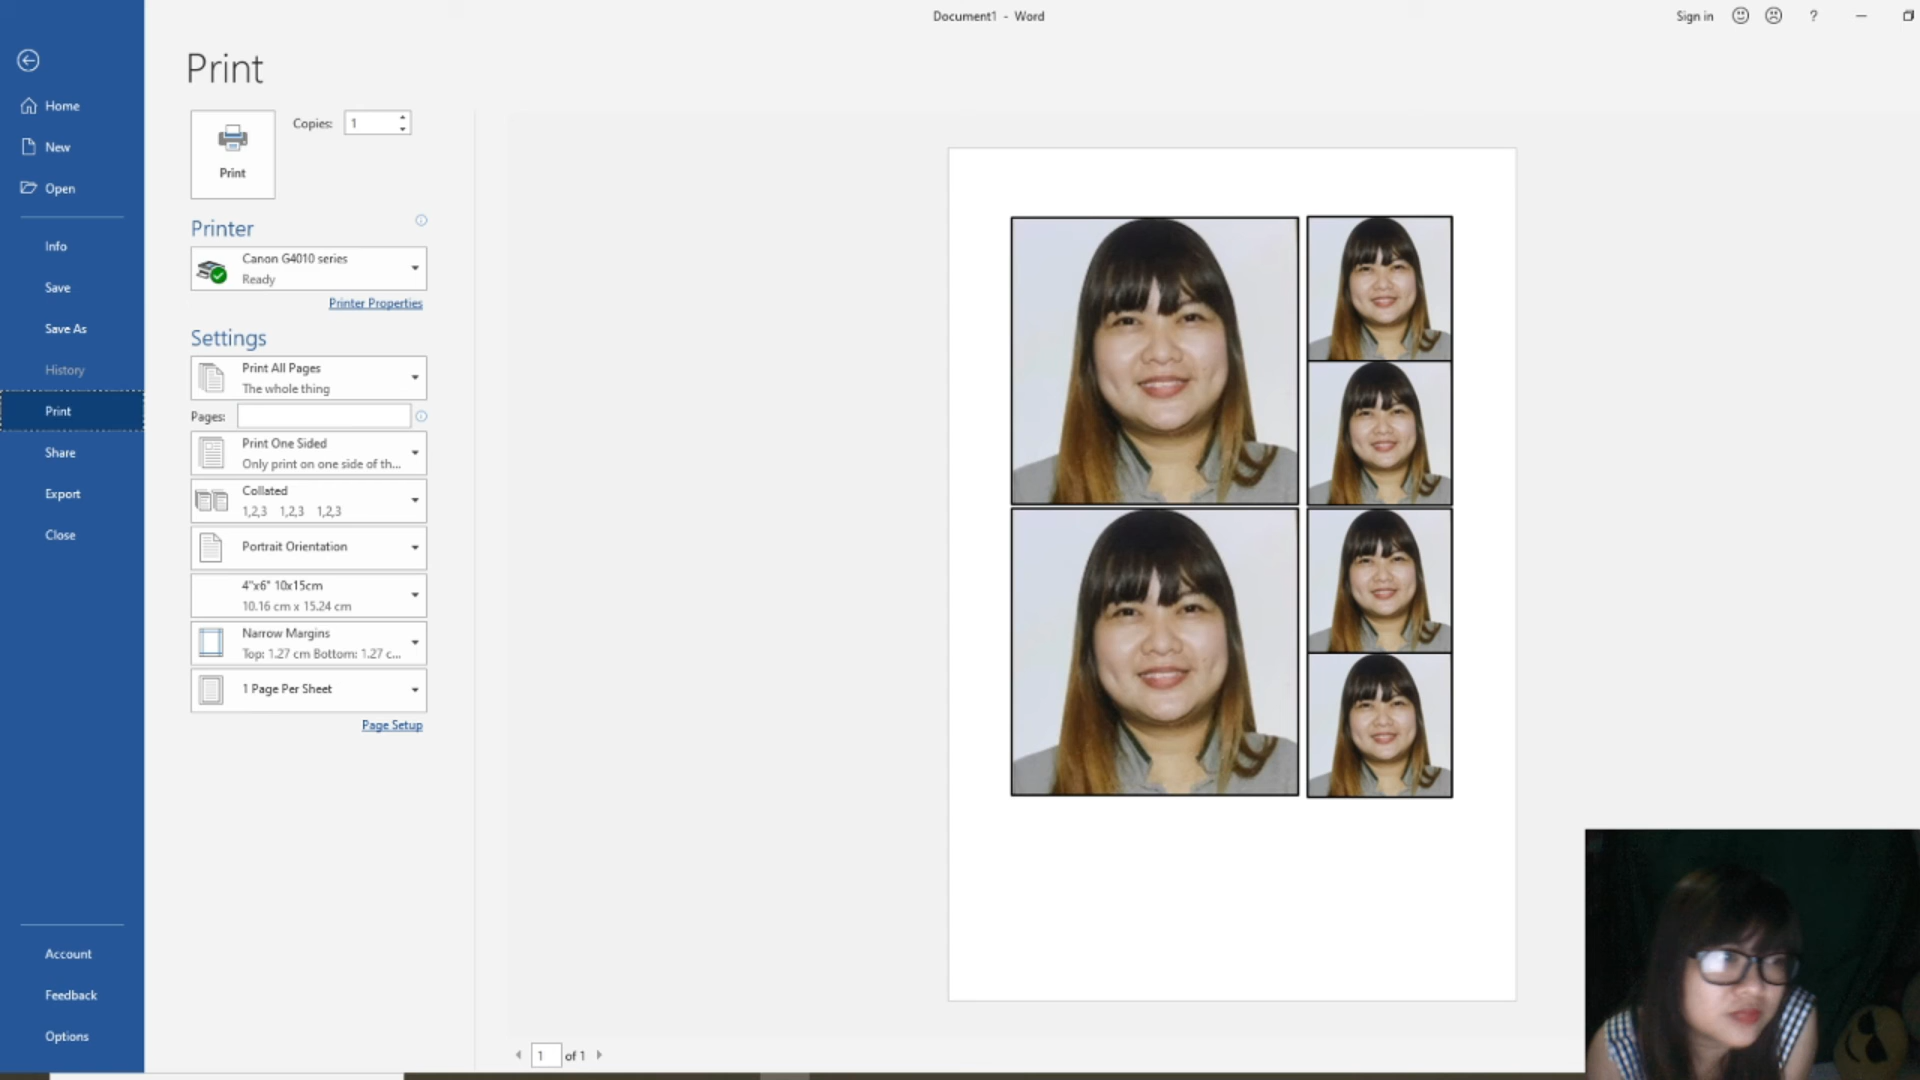 Document1 - Word
Sign in
?
Print
Home
New
Open
Info
Save
Save As
History
Print
Share
Export
Close
Account
Feedback
Options
Print
Copies: 1
Printer
Canon G4010 series
Ready
Printer Properties
Settings
Print All Pages
The whole thing
Pages:
Print One Sided
Only print on one side of th...
Collated
1,2,3 1,2,3 1,2,3
Portrait Orientation
4"x6" 10x15cm
10.16 cm x 15.24 cm
Narrow Margins
Top: 1.27 cm Bottom: 1.27 c...
1 Page Per Sheet
Page Setup
1 of 1